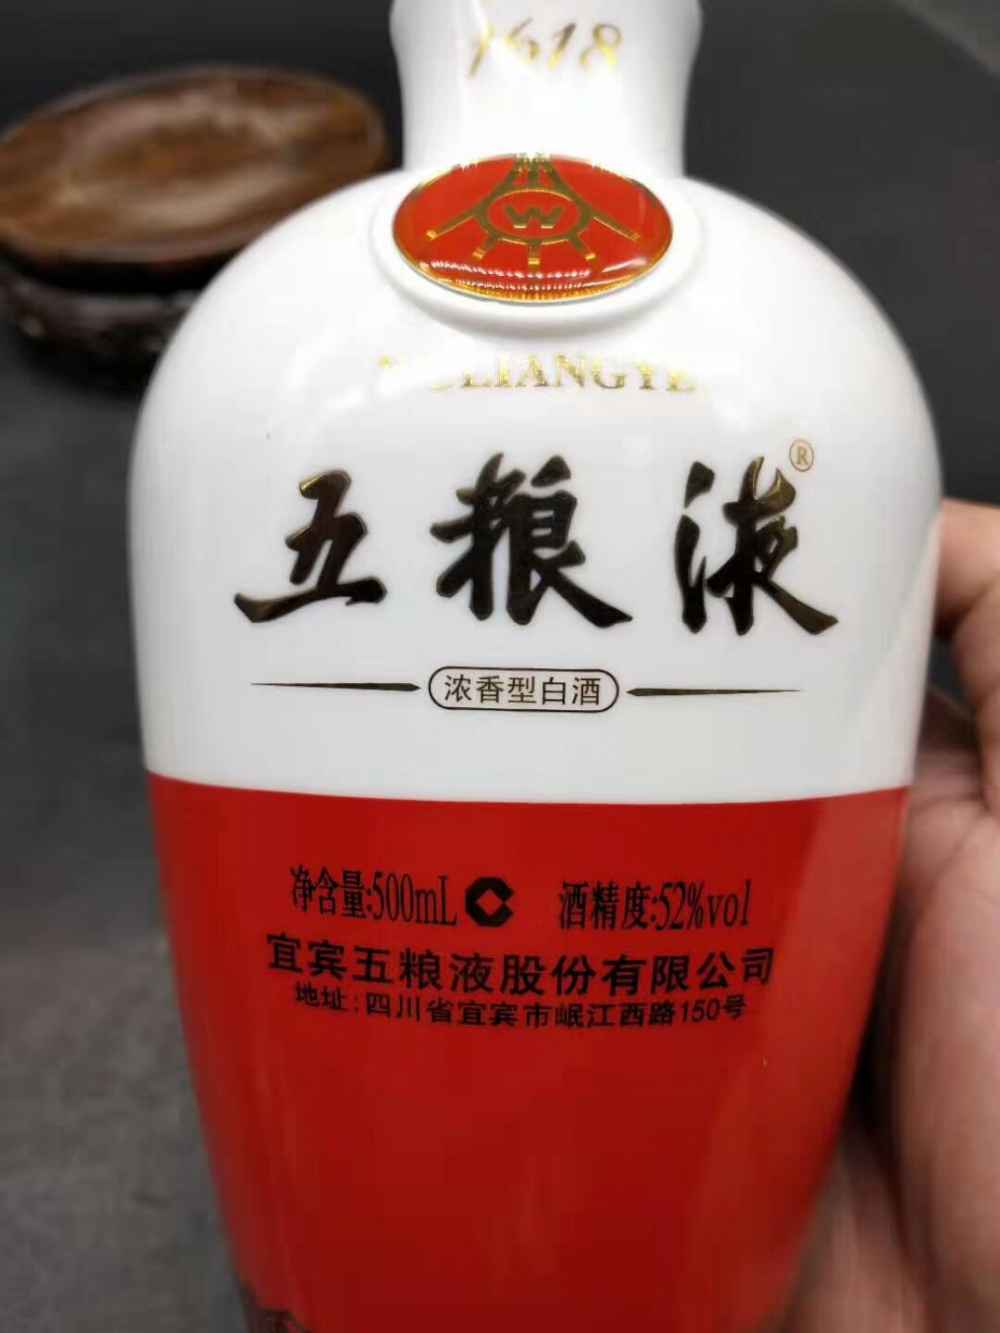 1618
W
WULIANGYE
五粮液®
浓香型白酒
净含量:500mL 酒精度:52%vol
宜宾五粮液股份有限公司
地址:四川省宜宾市岷江西路150号